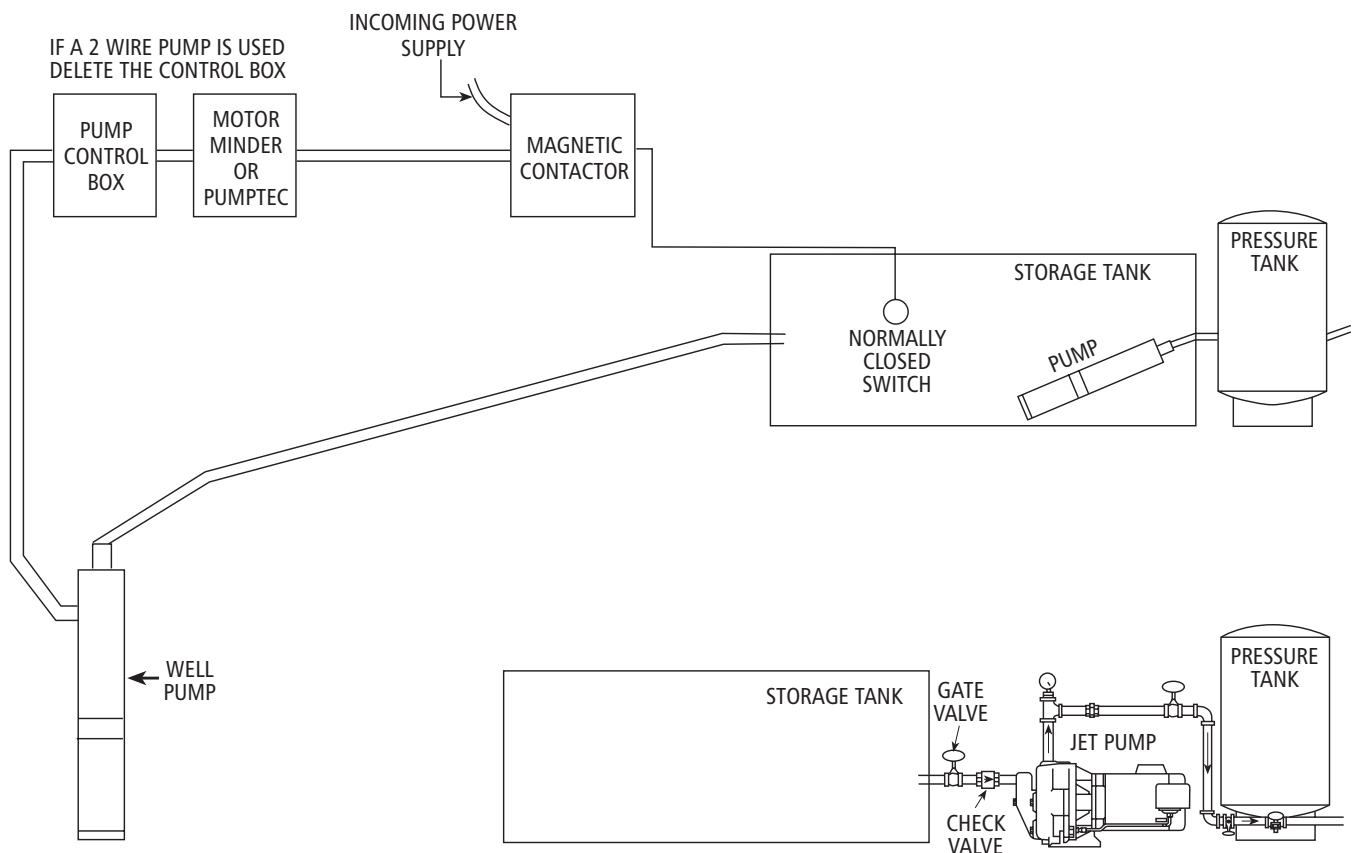 INCOMING POWER
SUPPLY
IF A 2 WIRE PUMP IS USED
DELETE THE CONTROL BOX
PUMP
CONTROL
BOX
MOTOR
MINDER
OR
PUMPTEC
MAGNETIC
CONTACTOR
STORAGE TANK
PRESSURE
TANK
NORMALLY
CLOSED
SWITCH
PUMP
WELL
PUMP
STORAGE TANK
GATE
VALVE
JET PUMP
PRESSURE
TANK
CHECK
VALVE